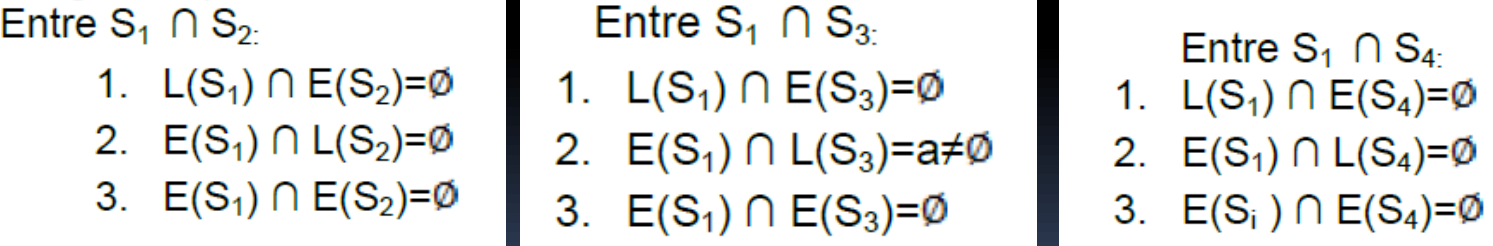 Entre S₁ ∩ S₂:
1. L(S₁) ∩ E(S₂)=∅
2. E(S₁) ∩ L(S₂)=∅
3. E(S₁) ∩ E(S₂)=∅
Entre S₁ ∩ S₃:
1. L(S₁) ∩ E(S₃)=∅
2. E(S₁) ∩ L(S₃)=a≠∅
3. E(S₁) ∩ E(S₃)=∅
Entre S₁ ∩ S₄:
1. L(S₁) ∩ E(S₄)=∅
2. E(S₁) ∩ L(S₄)=∅
3. E(Sᵢ ) ∩ E(S₄)=∅